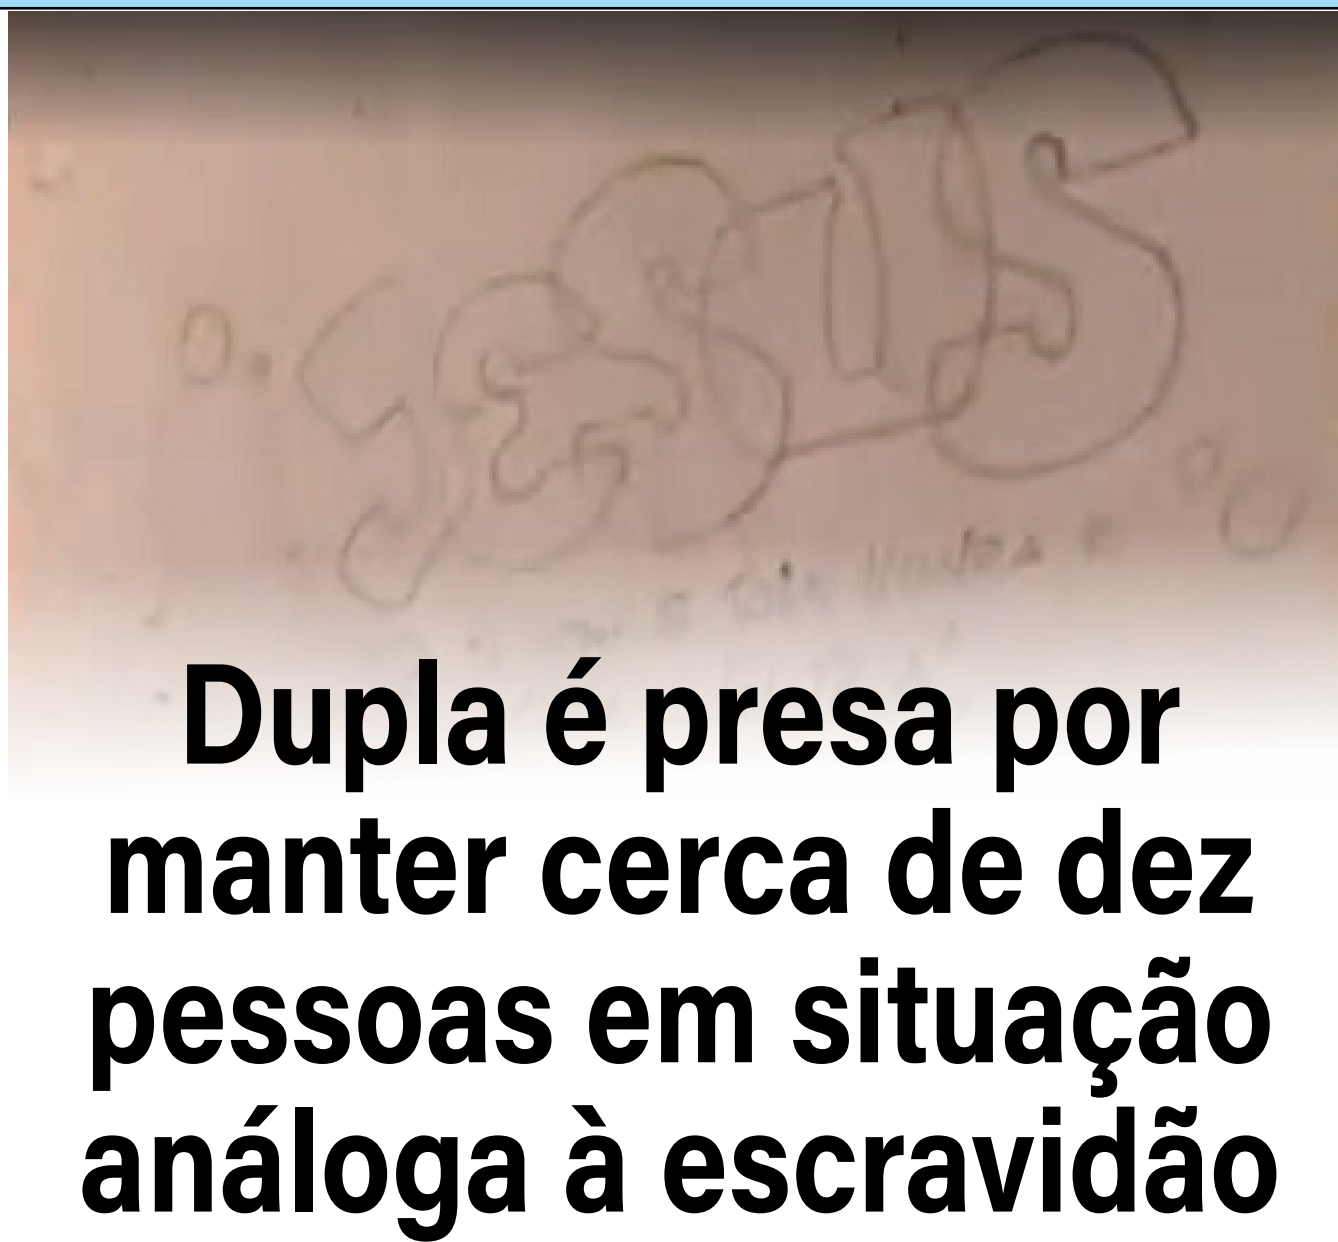 JESUS
Dupla é presa por
manter cerca de dez
pessoas em situação
análoga à escravidão